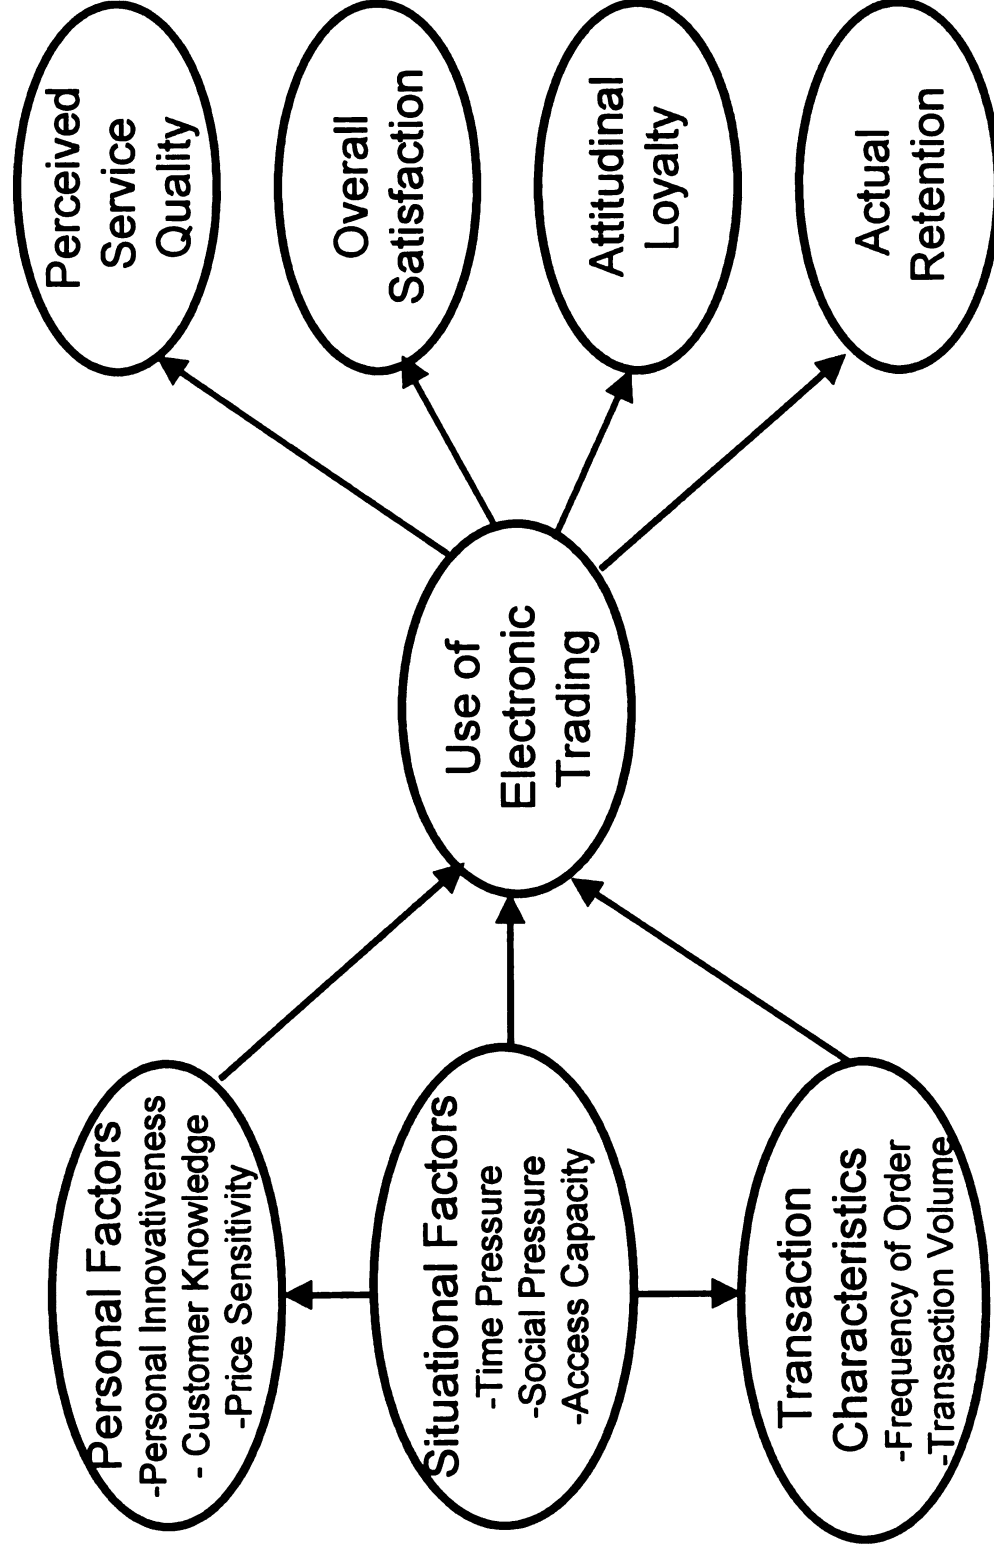 Personal Factors
-Personal Innovativeness
- Customer Knowledge
-Price Sensitivity
Situational Factors
-Time Pressure
-Social Pressure
-Access Capacity
Transaction
Characteristics
-Frequency of Order
-Transaction Volume
Use of
Electronic
Trading
Perceived
Service
Quality
Overall
Satisfaction
Attitudinal
Loyalty
Actual
Retention